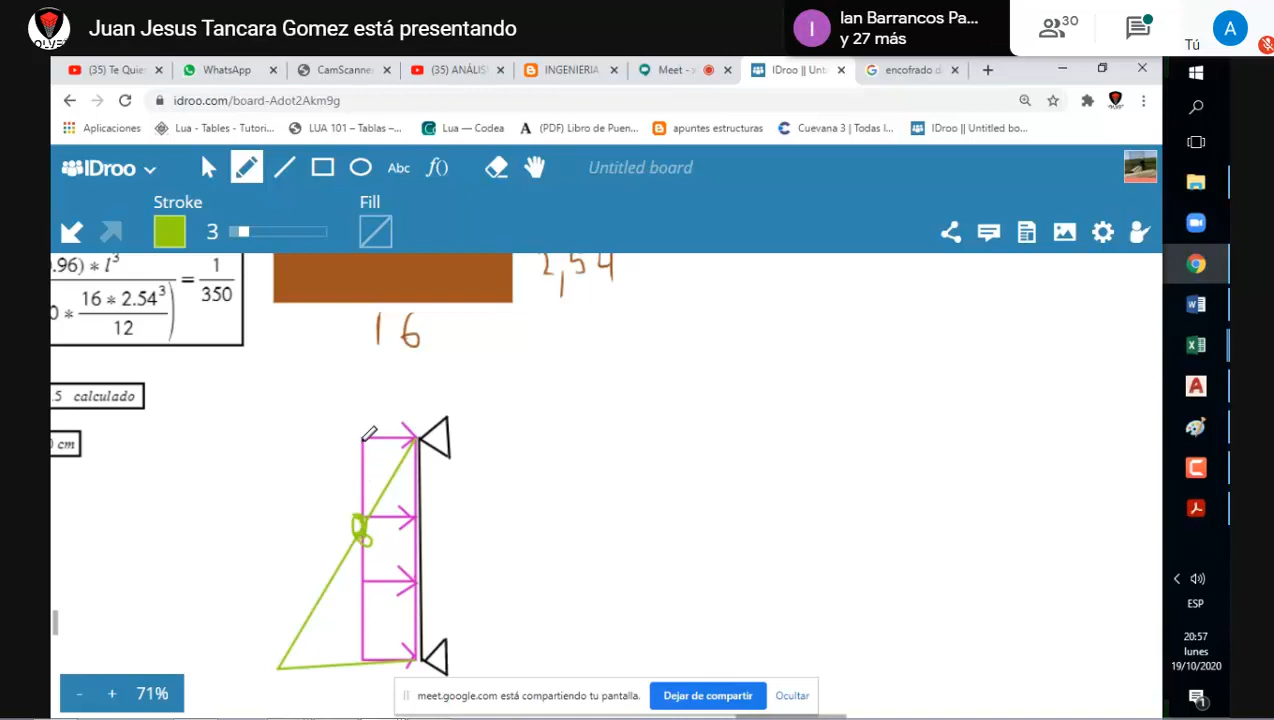 Juan Jesus Tancara Gomez está presentando
Ian Barrancos Pa...
y 27 más
I
30
Tú
A
(35) Te Quie
WhatsApp
CamScanne
(35) ANÁLIS
INGENIERIA
Meet -
IDroo || Unt
encofrado d
idroo.com/board-Adot2Akm9g
Aplicaciones
Lua - Tables - Tutori...
LUA 101 – Tablas –...
Lua — Codea
(PDF) Libro de Puen...
apuntes estructuras
Cuevana 3 | Todas l...
IDroo || Untitled bo...
IDroo
Abc
f()
Untitled board
Stroke
Fill
3
.96) * l³
= 1
350
0 * 16 * 2.54³
12
2,54
16
.5 calculado
cm
ESP
20:57
lunes
19/10/2020
1
- + 71%
meet.google.com está compartiendo tu pantalla.
Dejar de compartir
Ocultar